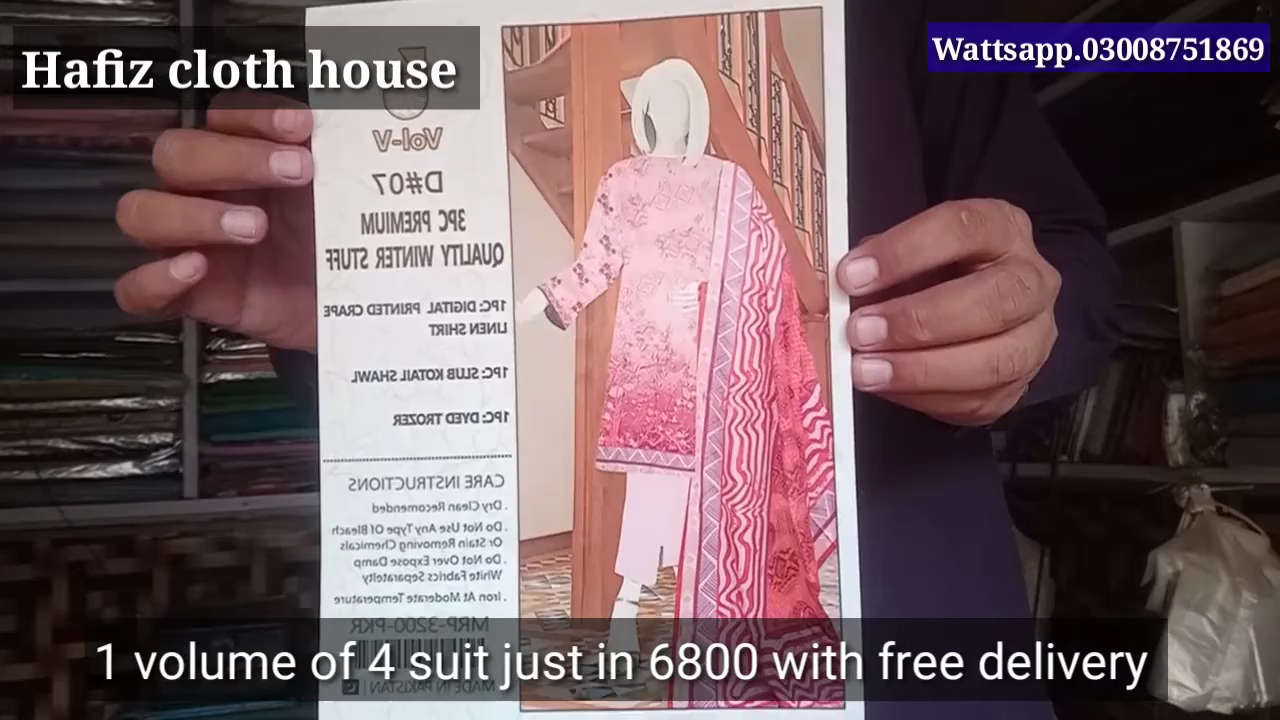 Hafiz cloth house
Wattsapp.03008751869
Vol-V
D#07
3PC PREMIUM
QUALITY WINTER STUFF
1PC: DIGITAL PRINTED CRAPE
LINEN SHIRT
1PC: SLUB KOTAIL SHAWL
1PC: DYED TROZER
CARE INSTRUCTIONS
. Dry Clean Recomended
. Do Not Use Any Type Of Bleach
Or Stain Removing Chemicals
. Do Not Over Expose Damp
White Fabrics Separatelty
. Iron At Moderate Temperature
MRP-3200-PKR
1 volume of 4 suit just in 6800 with free delivery
MADE IN PAKISTAN